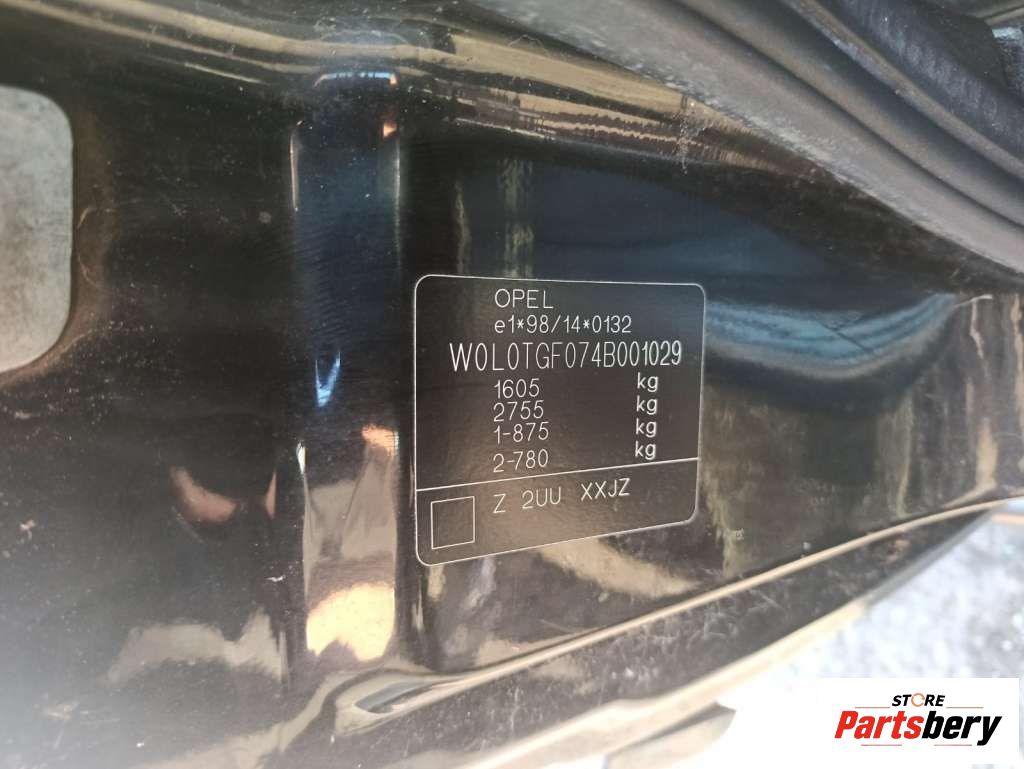 OPEL
e1*98/14*0132
W0L0TGF074B001029
1605 kg
2755 kg
1-875 kg
2-780 kg
Z 2UU XXJZ
STORE
Partsbery